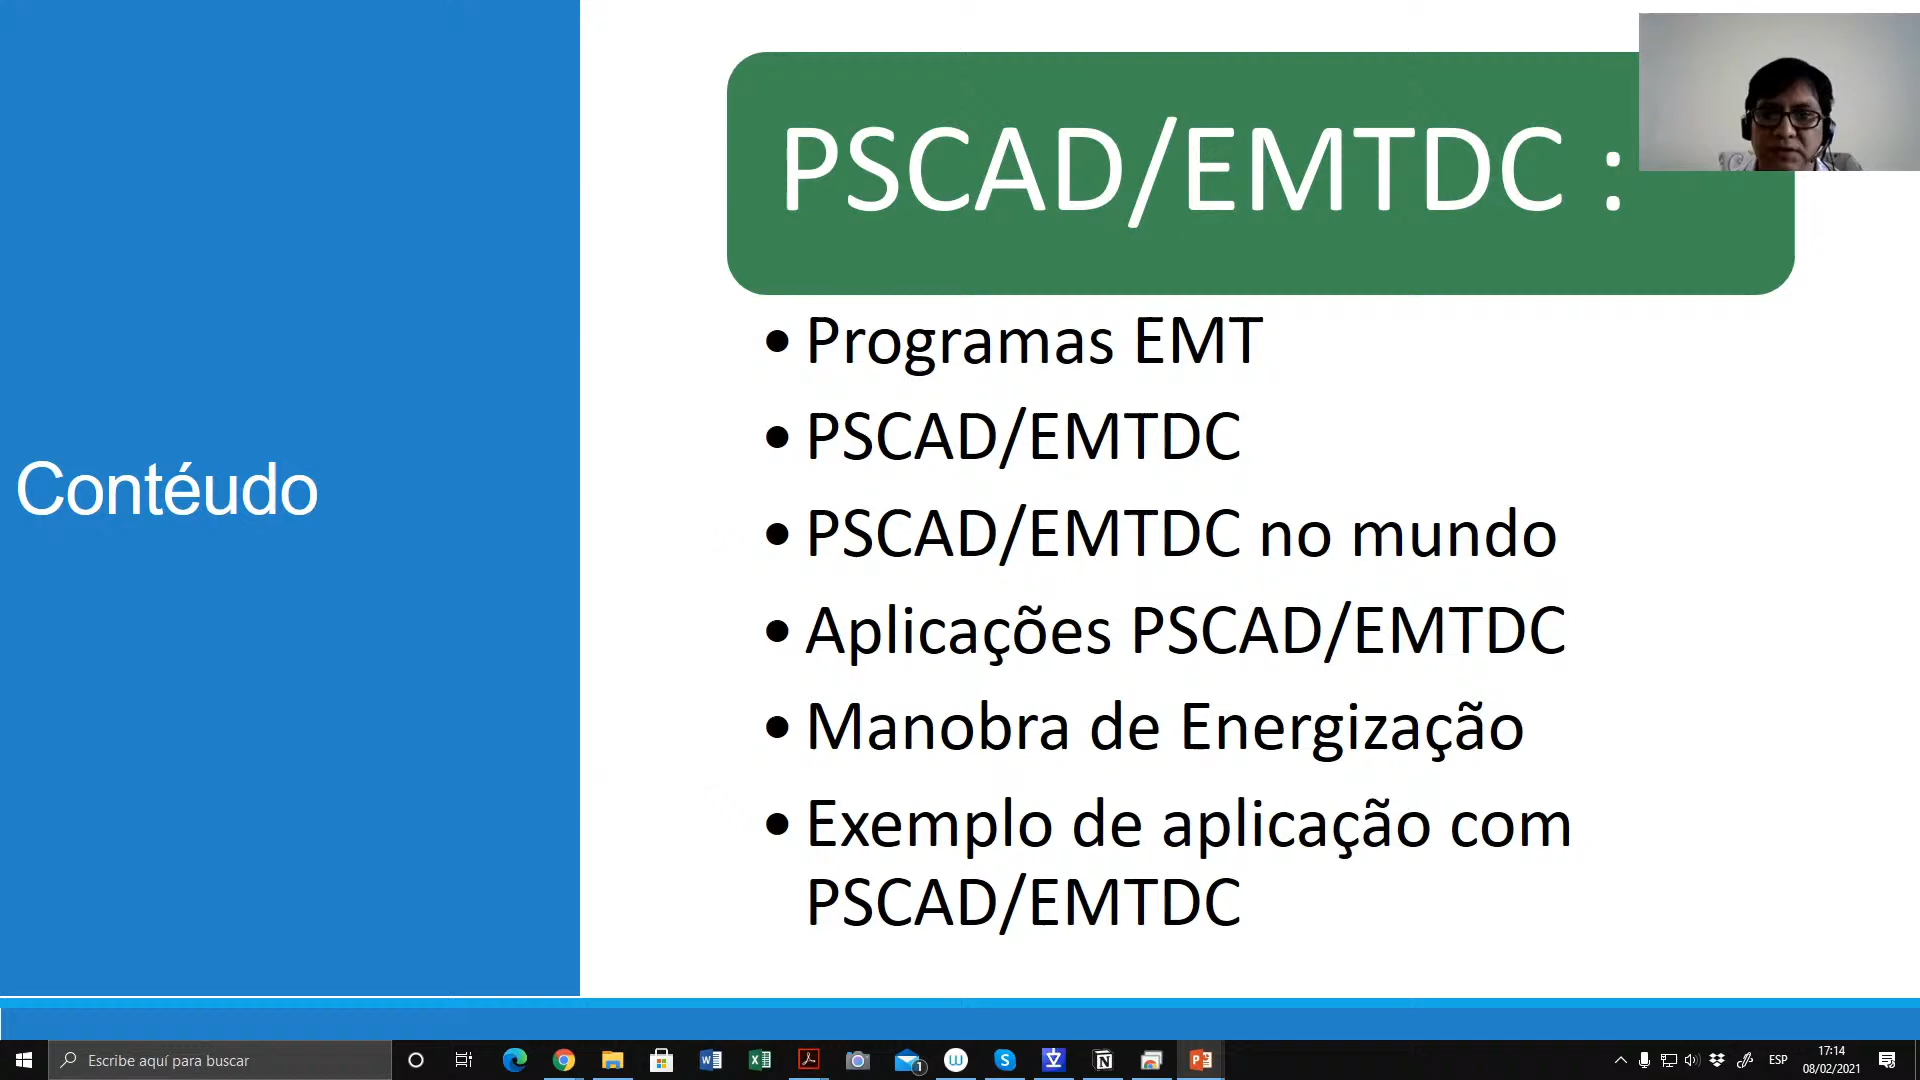 PSCAD/EMTDC :
Contéudo
• Programas EMT
• PSCAD/EMTDC
• PSCAD/EMTDC no mundo
• Aplicações PSCAD/EMTDC
• Manobra de Energização
• Exemplo de aplicação com
PSCAD/EMTDC
Escribe aquí para buscar
1
ESP
17:14
08/02/2021